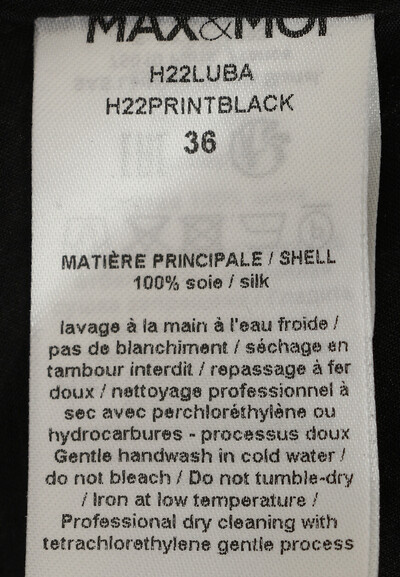 MAX&MOI
H22LUBA
H22PRINTBLACK
36
MATIÈRE PRINCIPALE / SHELL
100% soie / silk
lavage à la main à l'eau froide /
pas de blanchiment / séchage en
tambour interdit / repassage à fer
doux / nettoyage professionnel à
sec avec perchloréthylène ou
hydrocarbures - processus doux
Gentle handwash in cold water /
do not bleach / Do not tumble-dry
/ Iron at low temperature /
Professional dry cleaning with
tetrachlorethylene gentle process